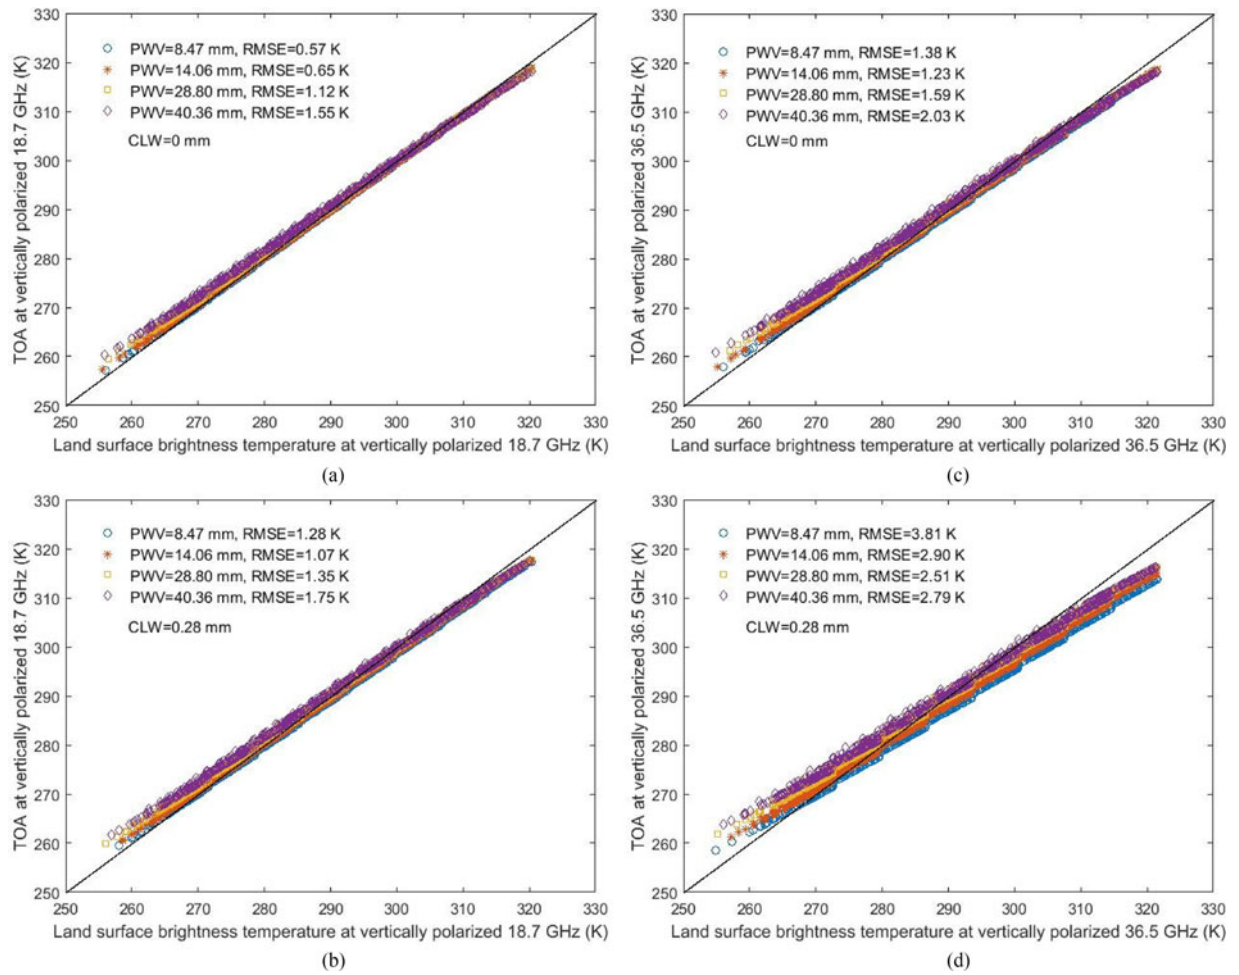 330
320
310
300
290
280
270
260
250
TOA at vertically polarized 18.7 GHz (K)
PWV=8.47 mm, RMSE=0.57 K
PWV=14.06 mm, RMSE=0.65 K
PWV=28.80 mm, RMSE=1.12 K
PWV=40.36 mm, RMSE=1.55 K
CLW=0 mm
250 260 270 280 290 300 310 320 330
Land surface brightness temperature at vertically polarized 18.7 GHz (K)
(a)
330
320
310
300
290
280
270
260
250
TOA at vertically polarized 36.5 GHz (K)
PWV=8.47 mm, RMSE=1.38 K
PWV=14.06 mm, RMSE=1.23 K
PWV=28.80 mm, RMSE=1.59 K
PWV=40.36 mm, RMSE=2.03 K
CLW=0 mm
250 260 270 280 290 300 310 320 330
Land surface brightness temperature at vertically polarized 36.5 GHz (K)
(c)
330
320
310
300
290
280
270
260
250
TOA at vertically polarized 18.7 GHz (K)
PWV=8.47 mm, RMSE=1.28 K
PWV=14.06 mm, RMSE=1.07 K
PWV=28.80 mm, RMSE=1.35 K
PWV=40.36 mm, RMSE=1.75 K
CLW=0.28 mm
250 260 270 280 290 300 310 320 330
Land surface brightness temperature at vertically polarized 18.7 GHz (K)
(b)
330
320
310
300
290
280
270
260
250
TOA at vertically polarized 36.5 GHz (K)
PWV=8.47 mm, RMSE=3.81 K
PWV=14.06 mm, RMSE=2.90 K
PWV=28.80 mm, RMSE=2.51 K
PWV=40.36 mm, RMSE=2.79 K
CLW=0.28 mm
250 260 270 280 290 300 310 320 330
Land surface brightness temperature at vertically polarized 36.5 GHz (K)
(d)